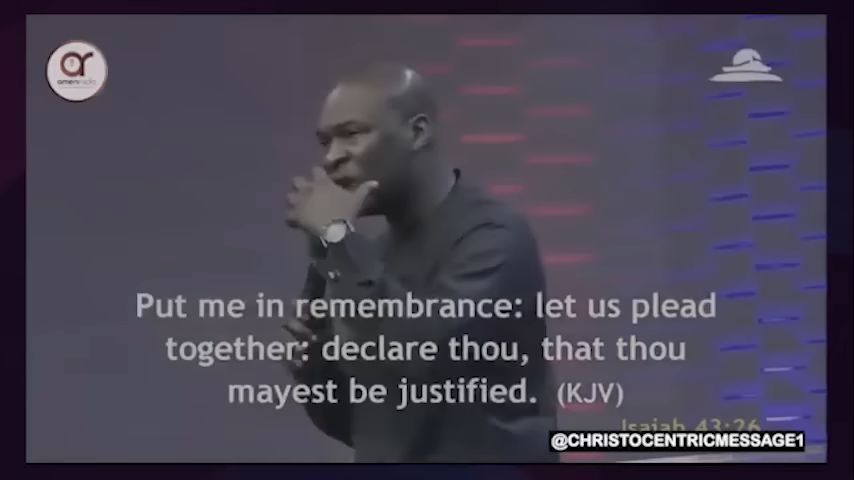 ar
Put me in remembrance: let us plead
together: declare thou, that thou
mayest be justified. (KJV)
Isaiah 43:26
@CHRISTOCENTRICMESSAGE1